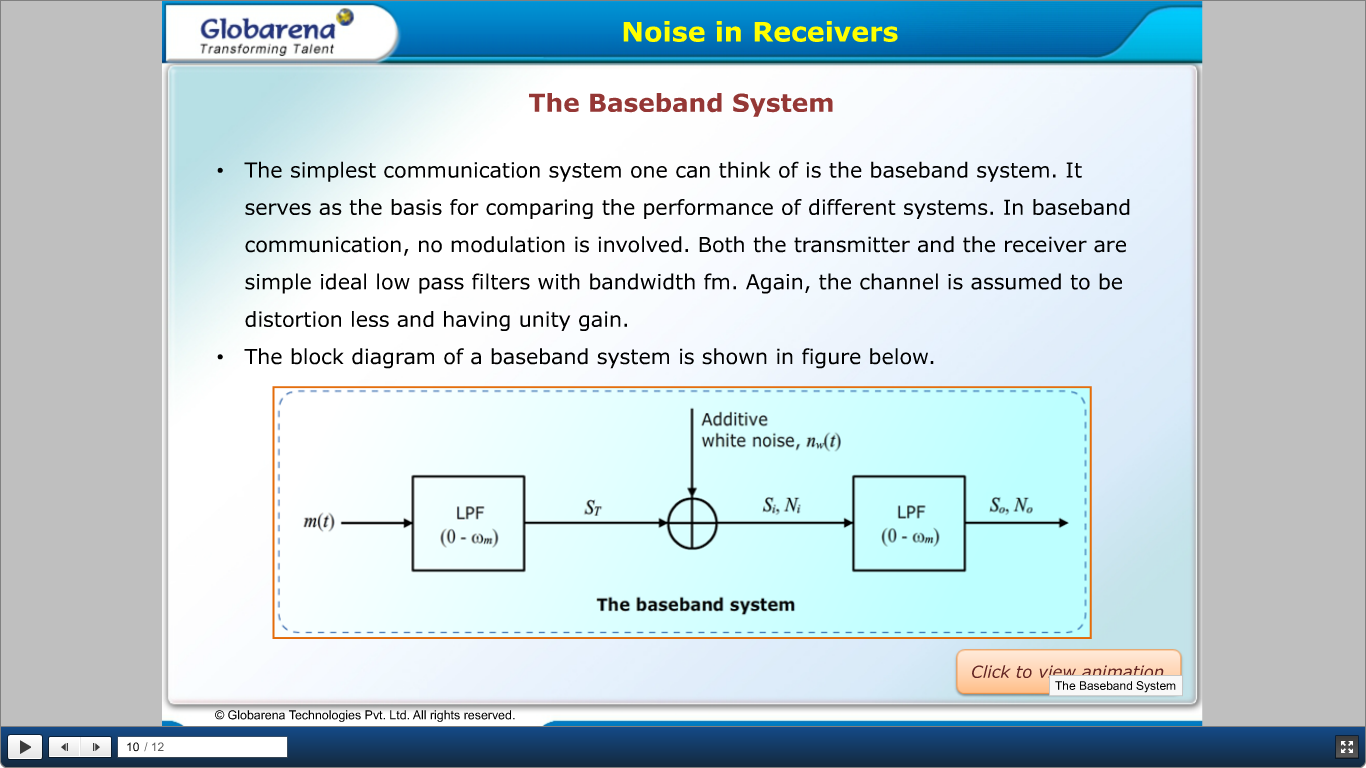 Globarena
Transforming Talent
Noise in Receivers
The Baseband System
• The simplest communication system one can think of is the baseband system. It
serves as the basis for comparing the performance of different systems. In baseband
communication, no modulation is involved. Both the transmitter and the receiver are
simple ideal low pass filters with bandwidth fm. Again, the channel is assumed to be
distortion less and having unity gain.
• The block diagram of a baseband system is shown in figure below.
Additive
white noise, nw(t)
m(t)
LPF
(0 - ωm)
ST
Si, Ni
LPF
(0 - ωm)
So, No
The baseband system
Click to view animation
The Baseband System
© Globarena Technologies Pvt. Ltd. All rights reserved.
10 / 12